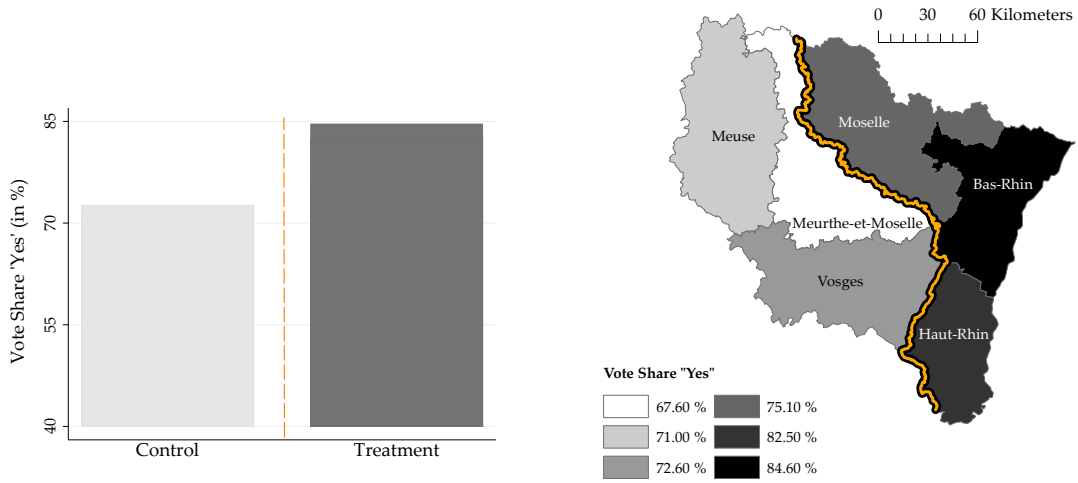 Vote Share 'Yes' (in %)
85
70
55
40
Control
Treatment
0 30 60 Kilometers
Meuse
Moselle
Bas-Rhin
Meurthe-et-Moselle
Vosges
Haut-Rhin
Vote Share "Yes"
67.60 % 75.10 %
71.00 % 82.50 %
72.60 % 84.60 %